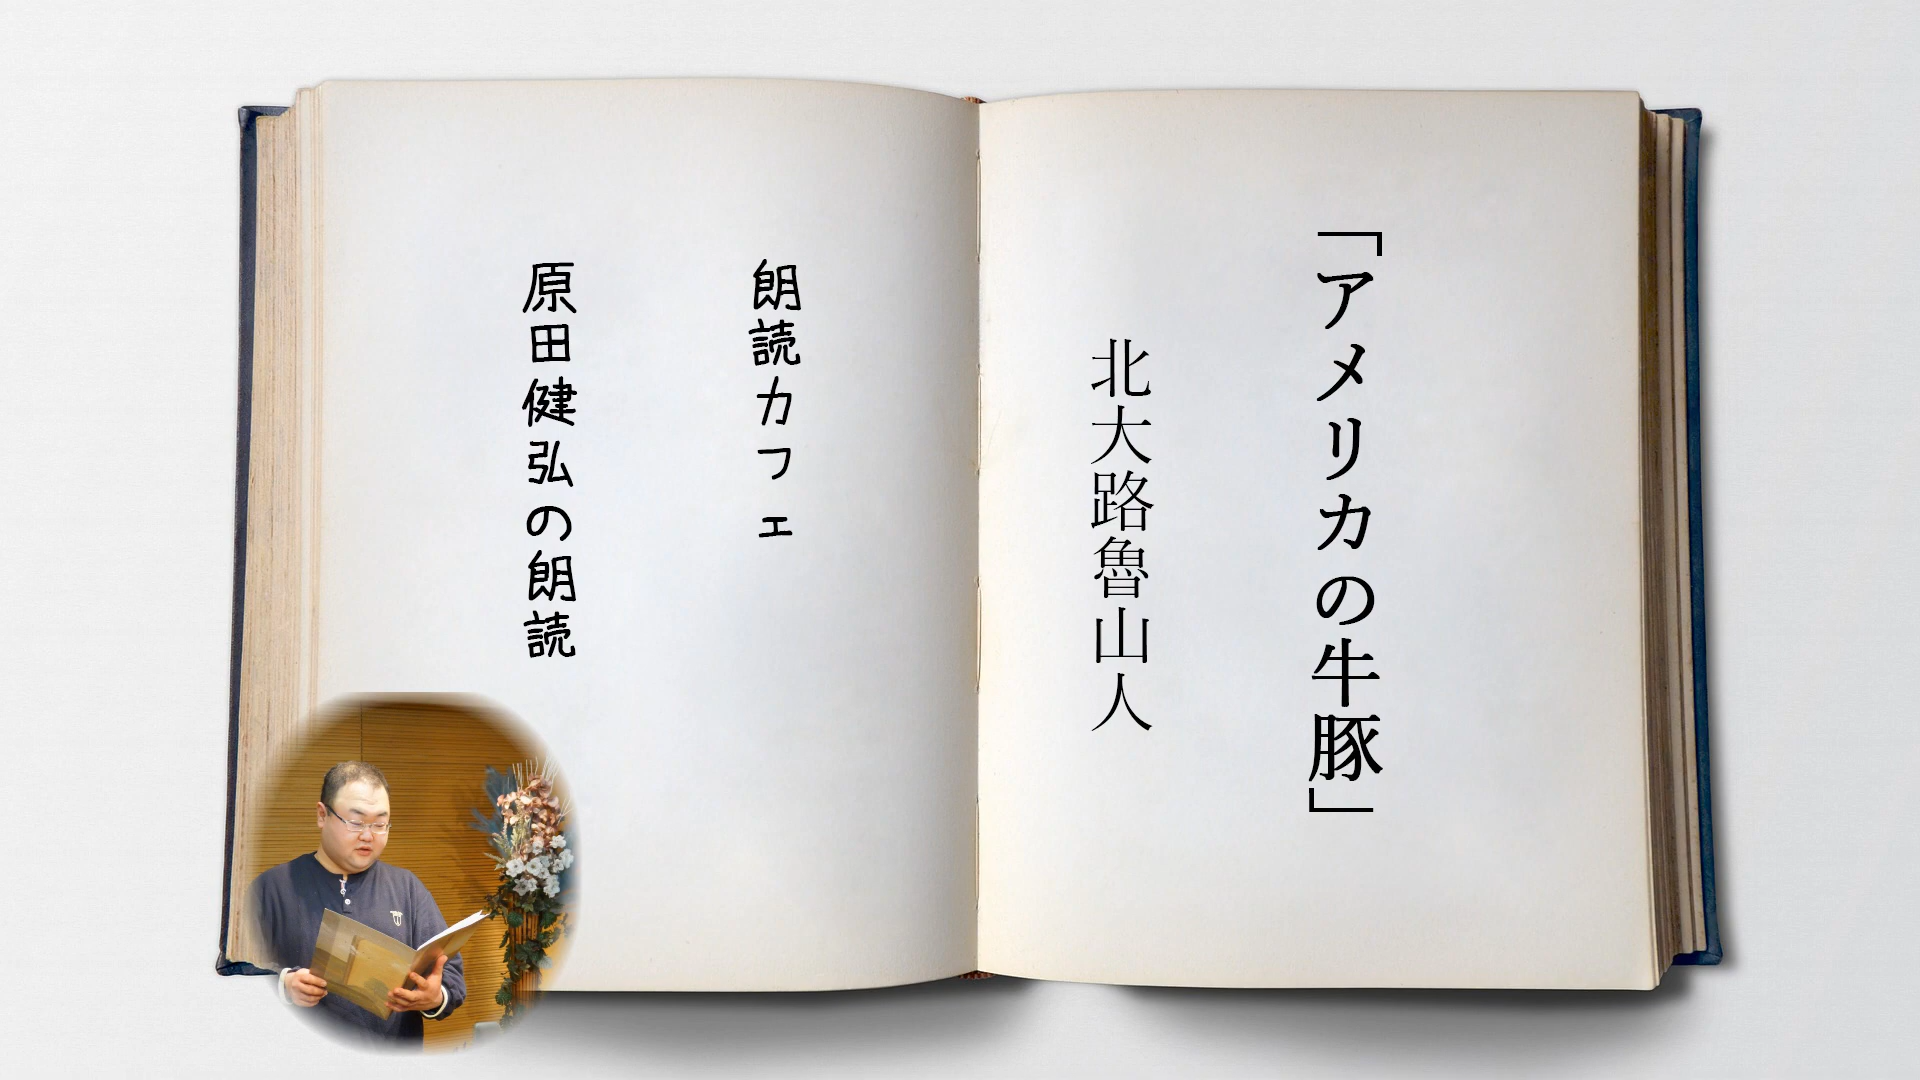 「アメリカの牛豚」
北大路魯山人
朗読カフェ
原田健弘の朗読